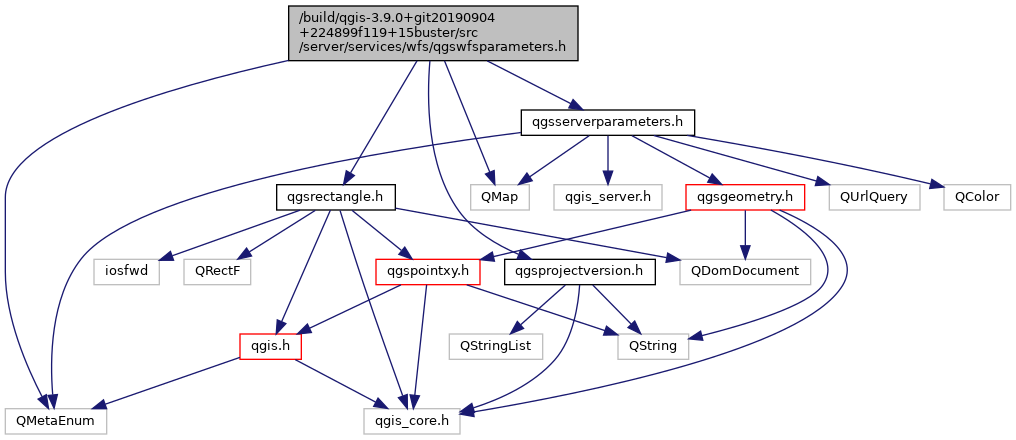 /build/qgis-3.9.0+git20190904
+224899f119+15buster/src
/server/services/wfs/qgswfsparameters.h
qgsserverparameters.h
qgsrectangle.h
QMap
qgis_server.h
qgsgeometry.h
QUrlQuery
QColor
iosfwd
QRectF
qgspointxy.h
qgsprojectversion.h
QDomDocument
qgis.h
QStringList
QString
QMetaEnum
qgis_core.h